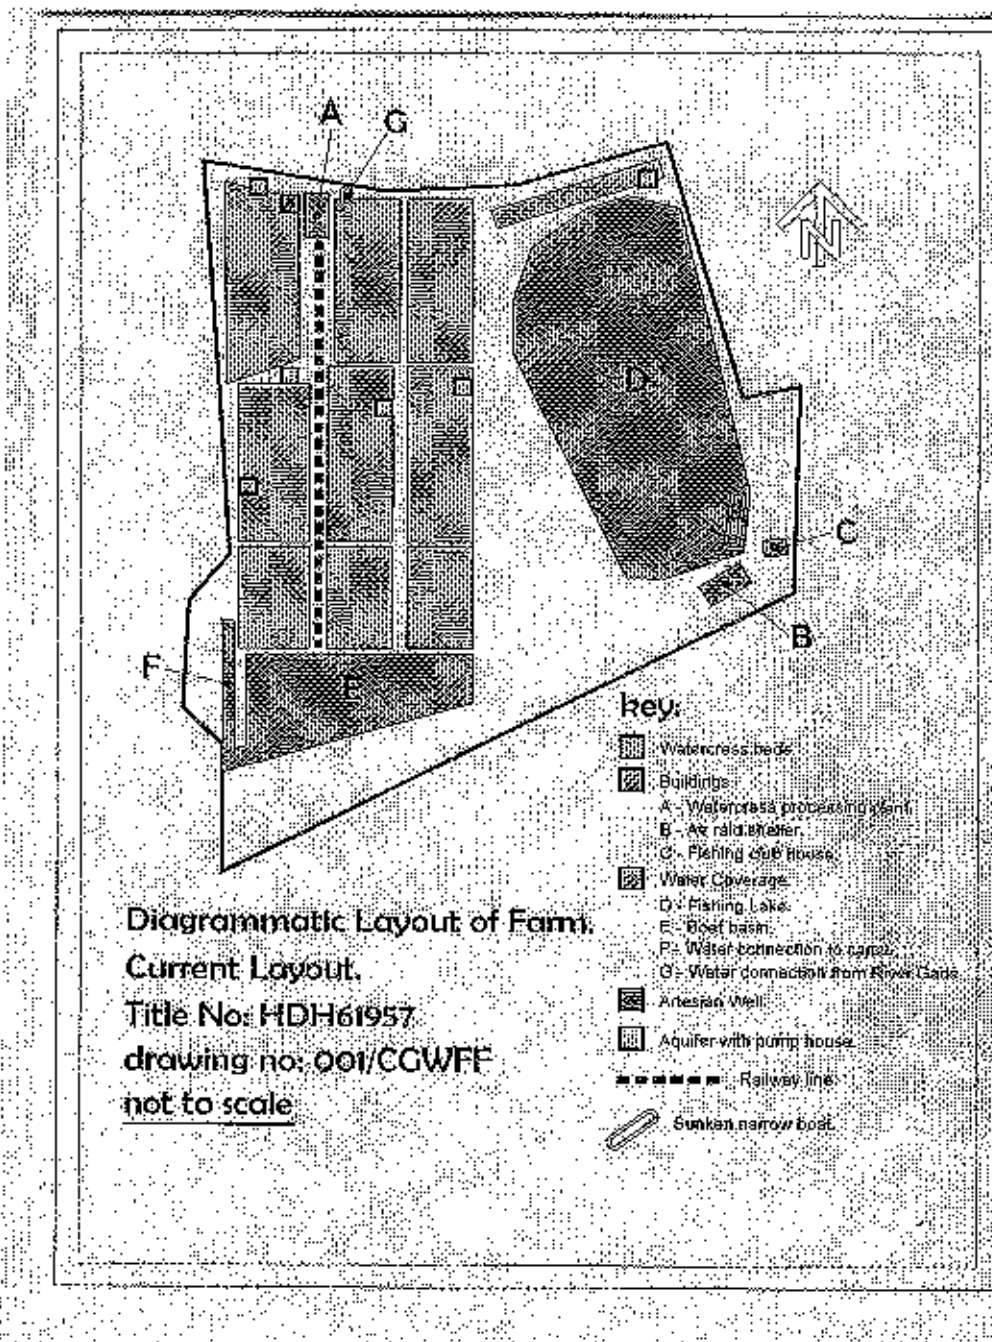 A
G
N
D
C
B
F
E
key:
Watercress beds
Buildings
A - Watercress processing plant.
B - Air raid shelter.
C - Fishing club house.
Water Coverage.
D - Fishing Lake.
E - Boat basin.
F - Water connection to canal.
G - Water connection from River Gade.
Artesian Well.
Aquifer with pump house.
Railway line.
Sunken narrow boat.
Diagrammatic Layout of Farm.
Current Layout.
Title No: HDH61957
drawing no: 001/CGWFF
not to scale